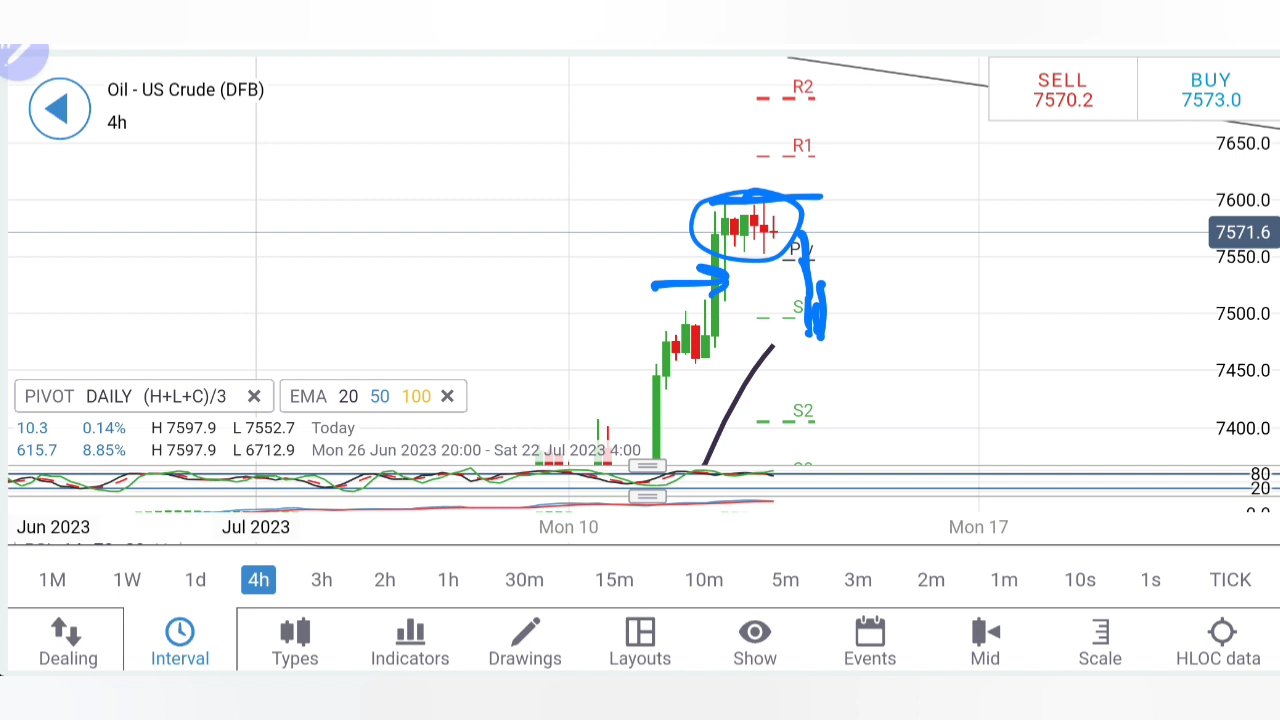 Oil - US Crude (DFB)
4h
SELL
7570.2
BUY
7573.0
R2
R1
7650.0
7600.0
7571.6
7550.0
7500.0
7450.0
7400.0
S2
PIVOT DAILY (H+L+C)/3
EMA 20 50 100
10.3 0.14% H 7597.9 L 7552.7 Today
615.7 8.85% H 7597.9 L 6712.9 Mon 26 Jun 2023 20:00 - Sat 22 Jul 2023 4:00
80
20
Jun 2023 Jul 2023 Mon 10 Mon 17
1M 1W 1d 4h 3h 2h 1h 30m 15m 10m 5m 3m 2m 1m 10s 1s TICK
Dealing Interval Types Indicators Drawings Layouts Show Events Mid Scale HLOC data